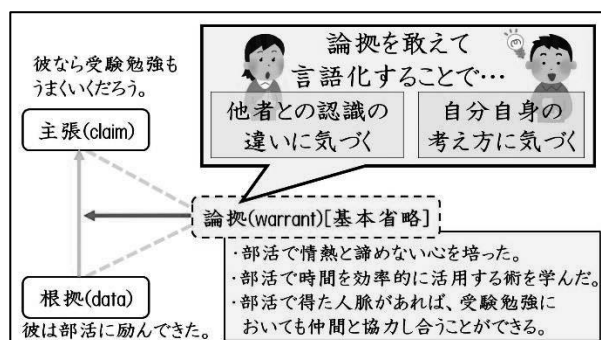 論拠を敢えて
言語化することで…
他者との認識の
違いに気づく
自分自身の
考え方に気づく
彼なら受験勉強も
うまくいくだろう。
主張(claim)
論拠(warrant)[基本省略]
・部活で情熱と諦めない心を培った。
・部活で時間を効率的に活用する術を学んだ。
・部活で得た人脈があれば、受験勉強に
おいても仲間と協力し合うことができる。
根拠(data)
彼は部活に励んできた。